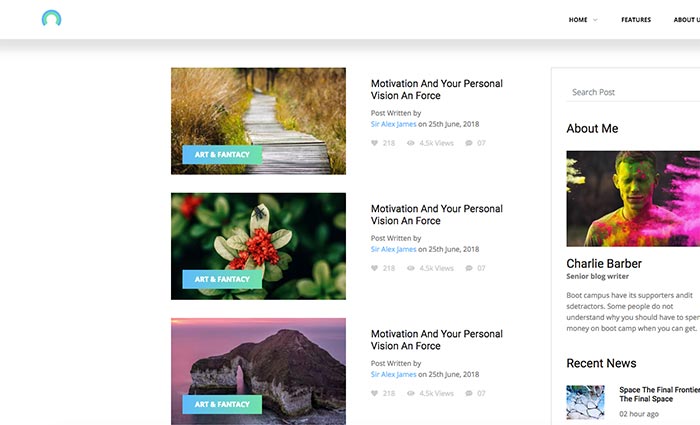 HOME
FEATURES
ABOUT U
Motivation And Your Personal
Vision An Force
Post Written by
Sir Alex James on 25th June, 2018
218 4.5k Views 07
ART & FANTACY
Motivation And Your Personal
Vision An Force
Post Written by
Sir Alex James on 25th June, 2018
218 4.5k Views 07
ART & FANTACY
Motivation And Your Personal
Vision An Force
Post Written by
Sir Alex James on 25th June, 2018
218 4.5k Views 07
ART & FANTACY
Search Post
About Me
Charlie Barber
Senior blog writer
Boot campus have its supporters andit
sdetractors. Some people do not
understand why you should have to spen
money on boot camp when you can get.
Recent News
Space The Final Frontier
The Final Space
02 hour ago